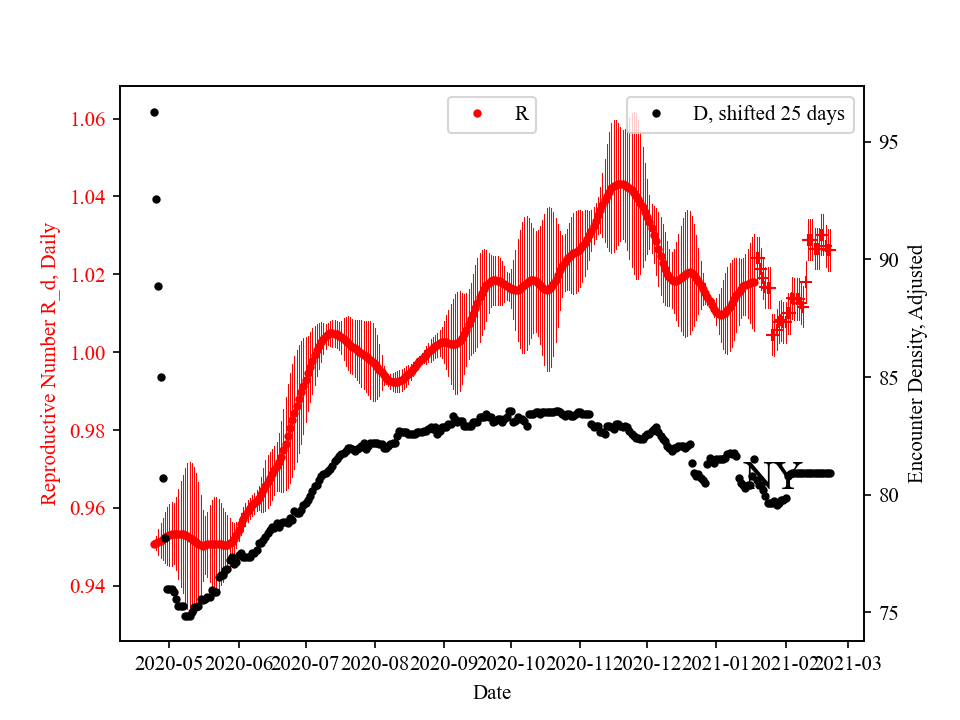 R
D, shifted 25 days
Reproductive Number R_d, Daily
1.06
1.04
1.02
1.00
0.98
0.96
0.94
95
90
85
80
75
Encounter Density, Adjusted
NY
2020-05 2020-06 2020-07 2020-08 2020-09 2020-10 2020-11 2020-12 2021-01 2021-02 2021-03
Date